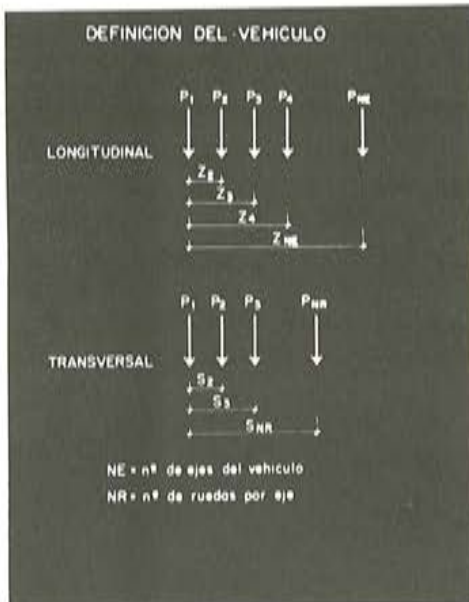 DEFINICION DEL VEHICULO
P1 P2 P3 P4 PNE
LONGITUDINAL
Z2
Z3
Z4
ZNE
P1 P2 P3 PNR
TRANSVERSAL
S2
S3
SNR
NE = nº de ejes del vehiculo
NR = nº de ruedas por eje